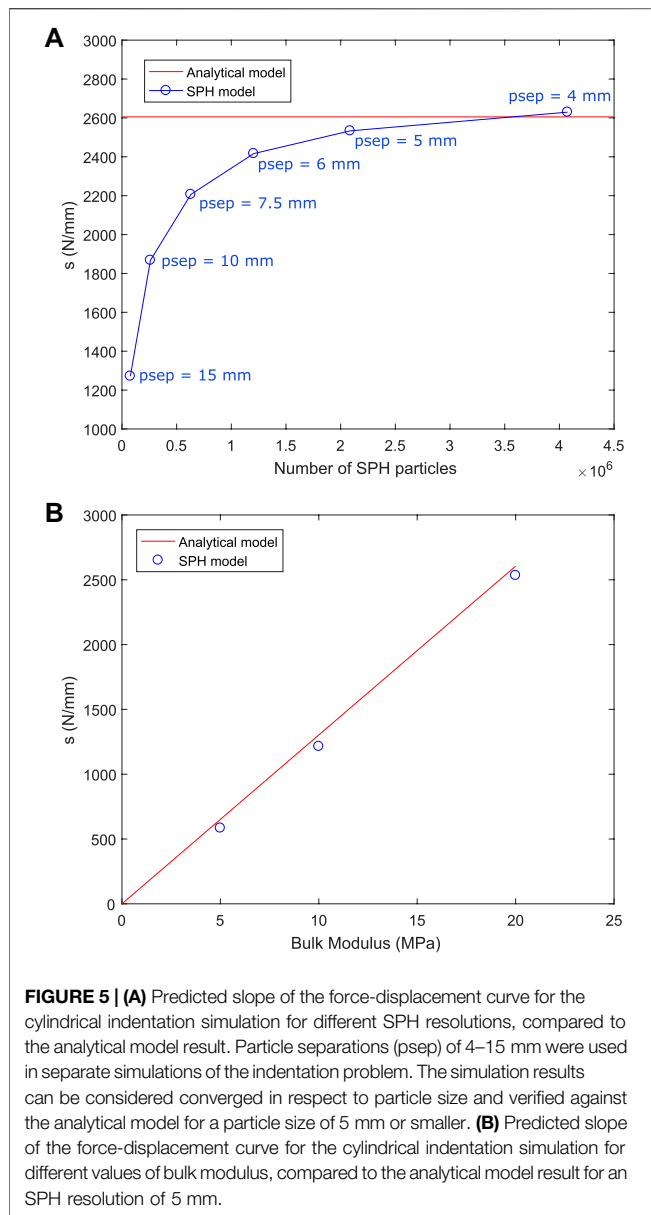 A
3000
2800
2600
2400
2200
2000
1800
1600
1400
1200
1000
s (N/mm)
Analytical model
SPH model
psep = 4 mm
psep = 5 mm
psep = 6 mm
psep = 7.5 mm
psep = 10 mm
psep = 15 mm
0 0.5 1 1.5 2 2.5 3 3.5 4 4.5
Number of SPH particles
× 10^6
B
3000
2500
2000
1500
1000
500
0
s (N/mm)
Analytical model
SPH model
0 5 10 15 20 25
Bulk Modulus (MPa)
FIGURE 5 | (A) Predicted slope of the force-displacement curve for the
cylindrical indentation simulation for different SPH resolutions, compared to
the analytical model result. Particle separations (psep) of 4–15 mm were used
in separate simulations of the indentation problem. The simulation results
can be considered converged in respect to particle size and verified against
the analytical model for a particle size of 5 mm or smaller. (B) Predicted slope
of the force-displacement curve for the cylindrical indentation simulation for
different values of bulk modulus, compared to the analytical model result for an
SPH resolution of 5 mm.